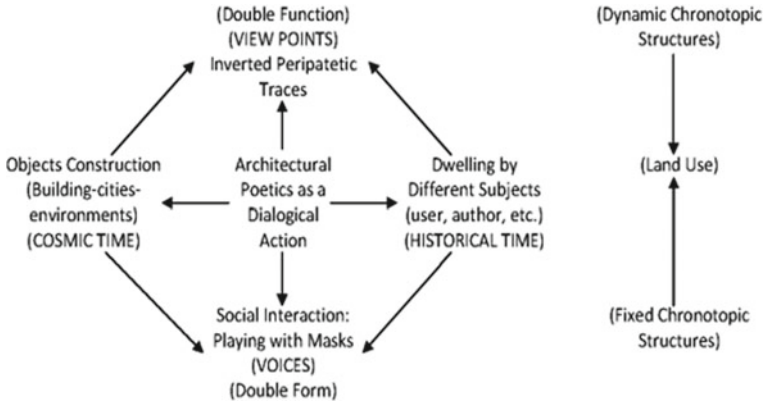 (Double Function)
(VIEW POINTS)
Inverted Peripatetic
Traces
(Dynamic Chronotopic
Structures)
Objects Construction
(Building-cities-
environments)
(COSMIC TIME)
Architectural
Poetics as a
Dialogical
Action
Dwelling by
Different Subjects
(user, author, etc.)
(HISTORICAL TIME)
(Land Use)
Social Interaction:
Playing with Masks
(VOICES)
(Double Form)
(Fixed Chronotopic
Structures)